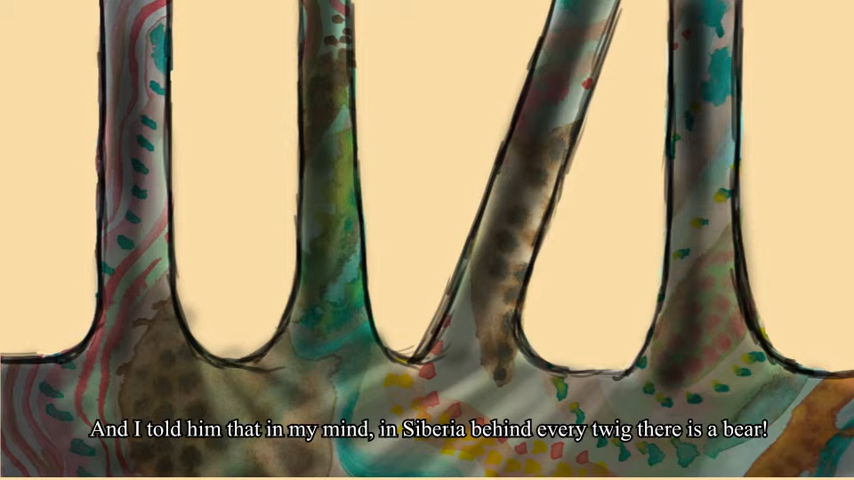 And I told him that in my mind, in Siberia behind every twig there is a bear!